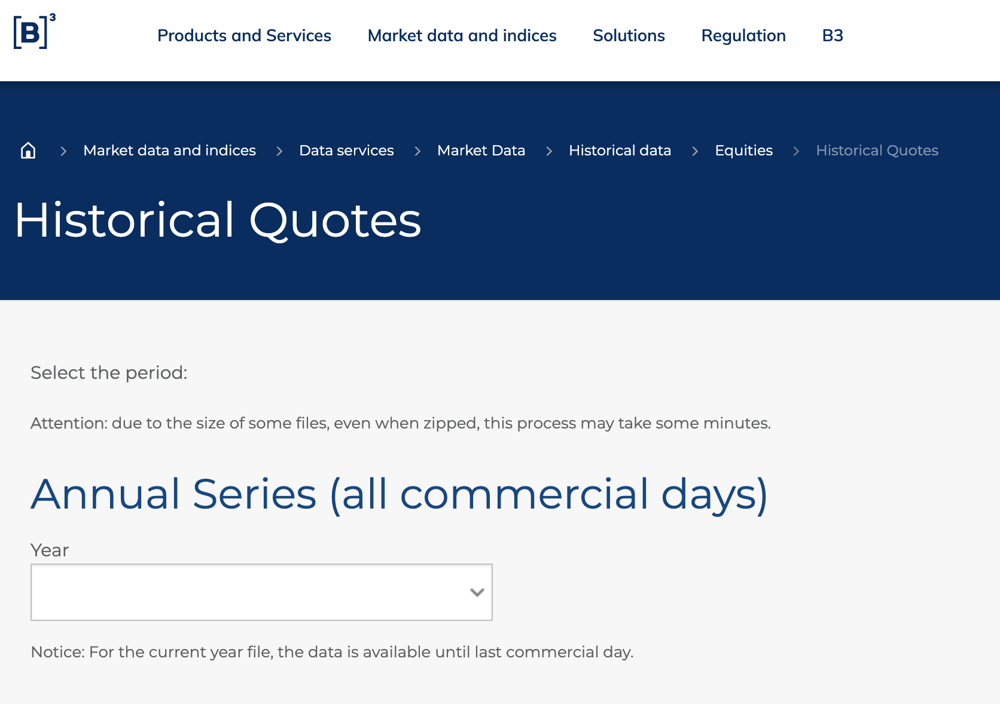 [B]³
Products and Services Market data and indices Solutions Regulation B3
Market data and indices > Data services > Market Data > Historical data > Equities > Historical Quotes
Historical Quotes
Select the period:
Attention: due to the size of some files, even when zipped, this process may take some minutes.
Annual Series (all commercial days)
Year
Notice: For the current year file, the data is available until last commercial day.